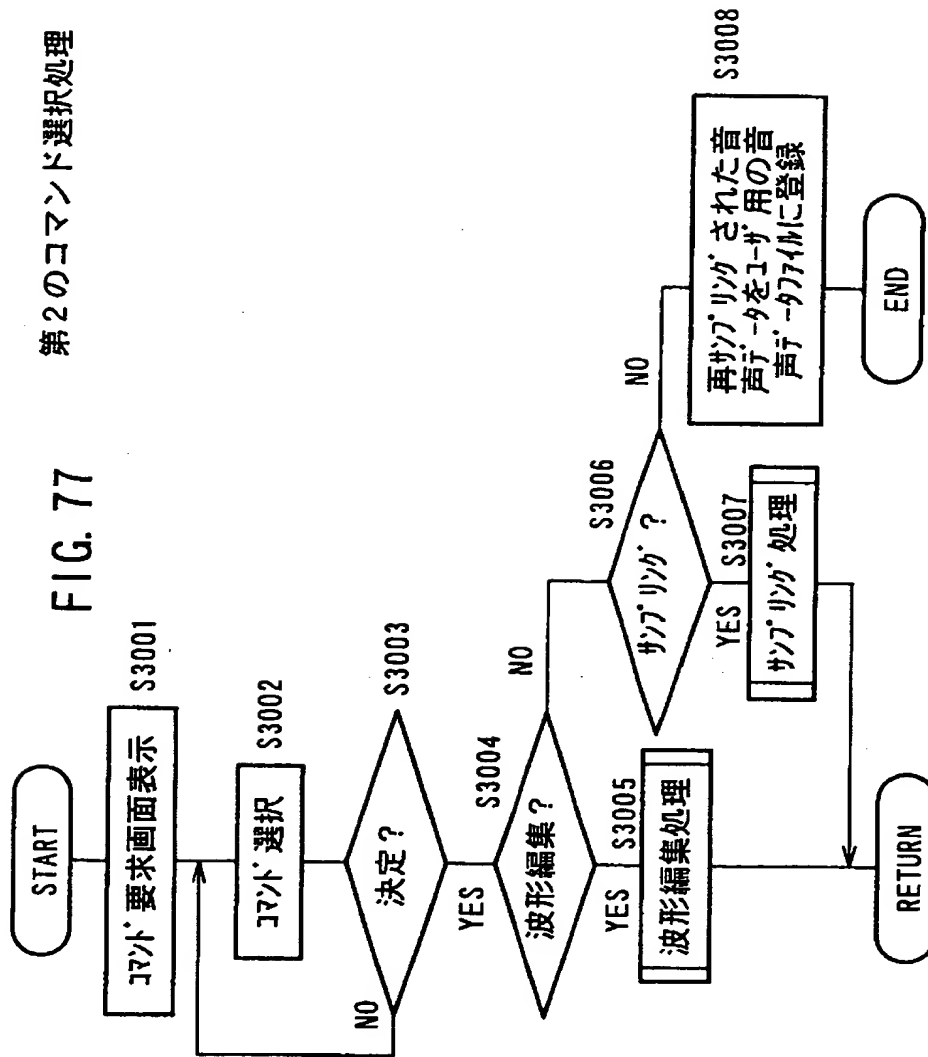 FIG. 77
第2のコマンド選択処理
START
コマンド要求画面表示
S3001
コマンド選択
S3002
決定?
S3003
NO
YES
波形編集?
S3004
NO
YES
波形編集処理
S3005
サンプリング?
S3006
NO
YES
サンプリング処理
S3007
再サンプリングされた音
声データをユーザ用の音
声データファイルに登録
S3008
END
RETURN